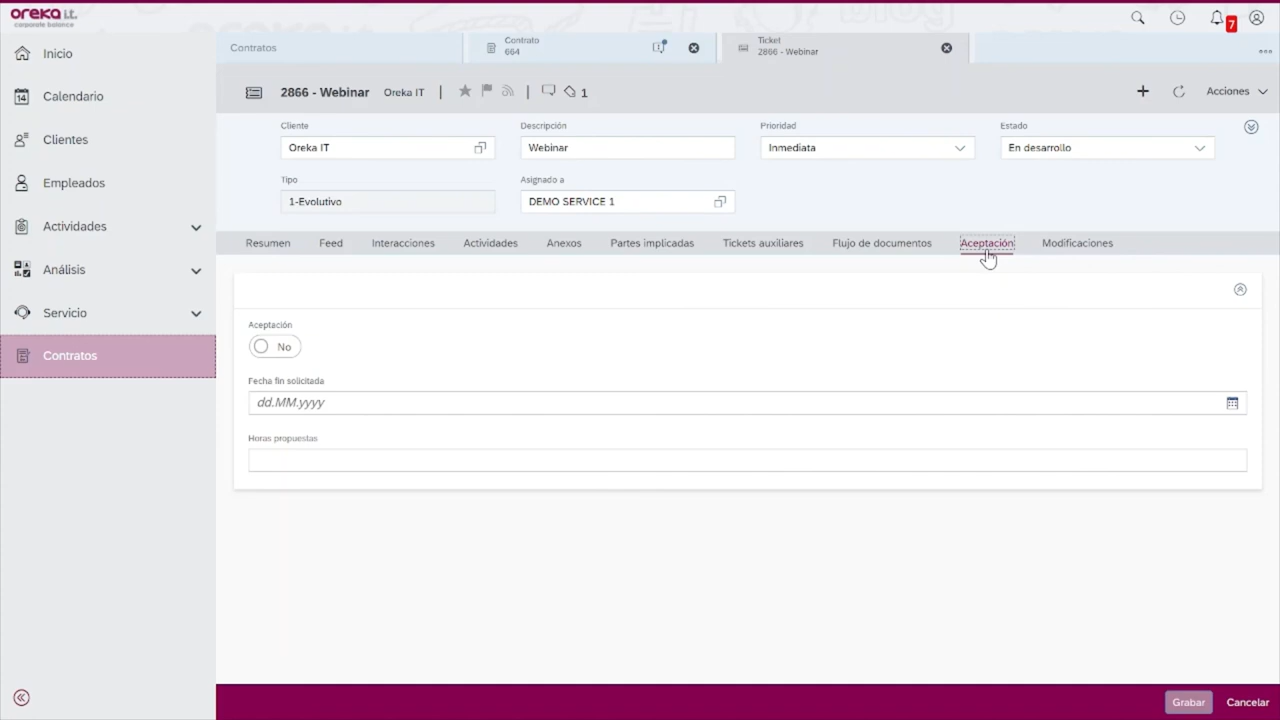 oreka i.t.
corporate balance
7
Inicio
14
Calendario
Clientes
Empleados
Actividades
Análisis
Servicio
Contratos
Contratos
Contrato
664
Ticket
2866 - Webinar
2866 - Webinar Oreka IT | | 1
Acciones
Cliente
Oreka IT
Descripción
Webinar
Prioridad
Inmediata
Estado
En desarrollo
Tipo
1-Evolutivo
Asignado a
DEMO SERVICE 1
Resumen Feed Interacciones Actividades Anexos Partes implicadas Tickets auxiliares Flujo de documentos Aceptación Modificaciones
Aceptación
No
Fecha fin solicitada
dd.MM.yyyy
Horas propuestas
Grabar Cancelar